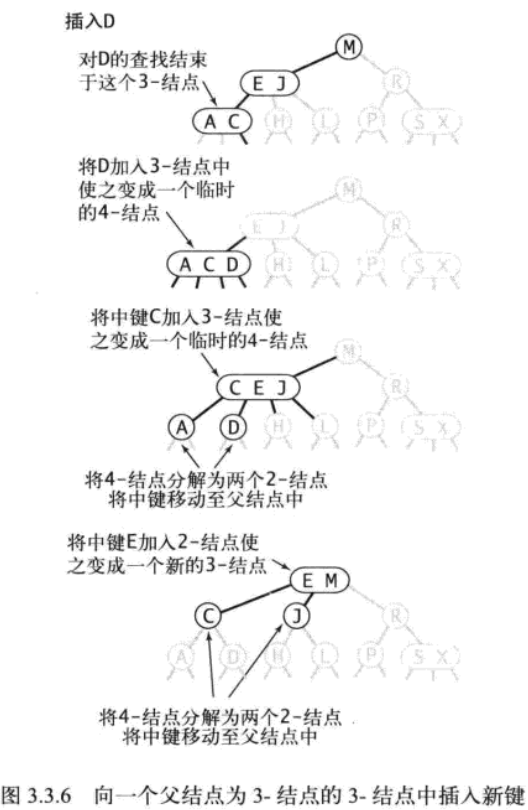 插入D
对D的查找结束
于这个3-结点
M
E J
R
A C
H
L
P
S X
将D加入3-结点中
使之变成一个临时
的4-结点
M
E J
R
A C D
H
L
P
S X
将中键C加入3-结点使
之变成一个临时的4-结点
M
C E J
R
A
D
H
L
P
S X
将4-结点分解为两个2-结点
将中键移动至父结点中
将中键E加入2-结点使
之变成一个新的3-结点
E M
C
J
R
A
D
H
L
P
S X
将4-结点分解为两个2-结点
将中键移动至父结点中
图 3.3.6 向一个父结点为 3- 结点的 3- 结点中插入新键